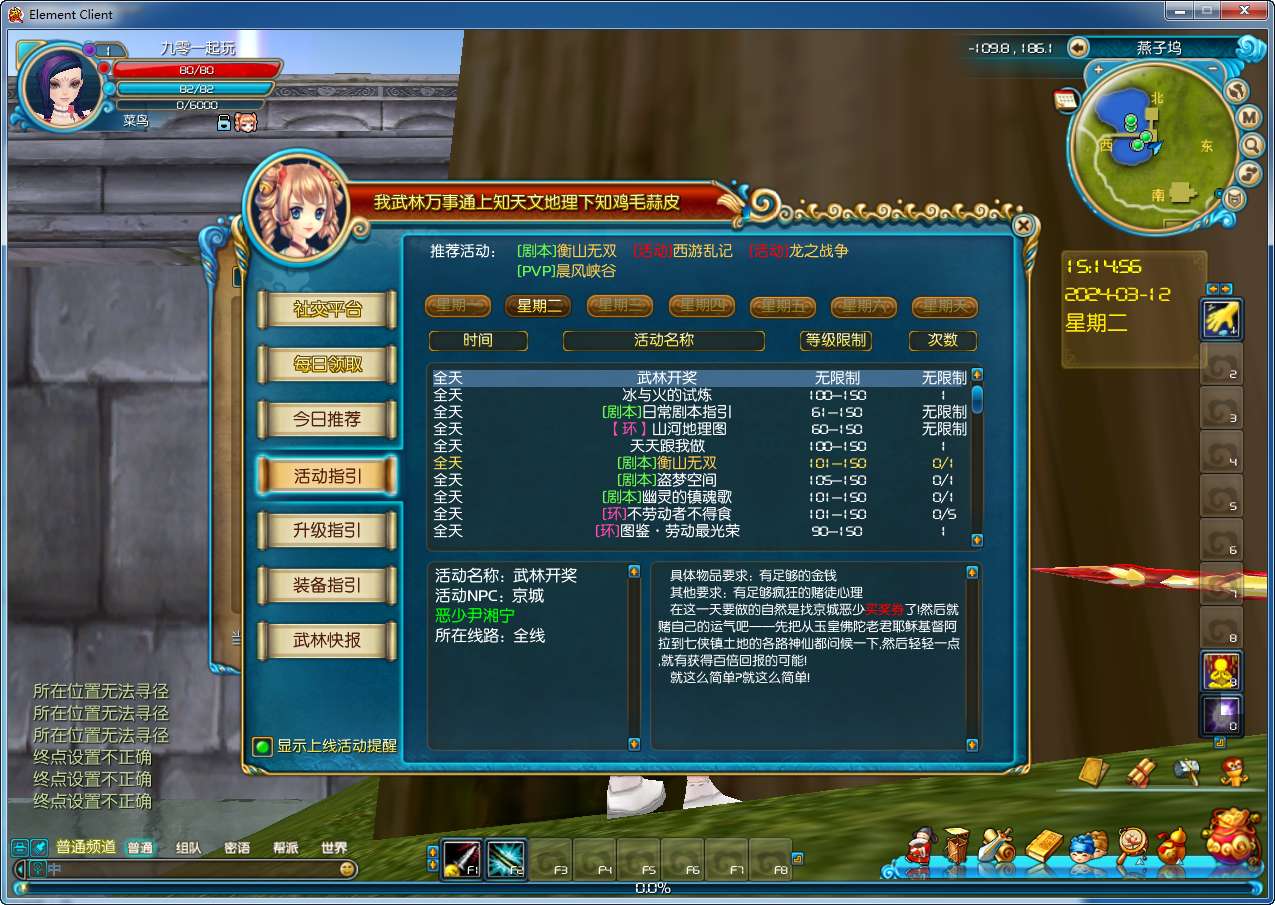 Element Client
1
九零一起玩
80/80
82/82
0/6000
菜鸟
-109.8 , 186.1
燕子坞
北
西
东
南
M
15:14:56
2024-03-12
星期二
我武林万事通上知天文地理下知鸡毛蒜皮
推荐活动： [剧本]衡山无双 [活动]西游乱记 [活动]龙之战争
[PVP]晨风峡谷
社交平台
每日领取
今日推荐
活动指引
升级指引
装备指引
武林快报
显示上线活动提醒
星期一 星期二 星期三 星期四 星期五 星期六 星期天
时间 活动名称 等级限制 次数
全天 武林开奖 无限制 无限制
全天 冰与火的试炼 100-150 1
全天 [剧本]日常剧本指引 61-150 无限制
全天 【环】山河地理图 60-150 无限制
全天 天天跟我做 100-150 1
全天 [剧本]衡山无双 101-150 0/1
全天 [剧本]盗梦空间 105-150 0/1
全天 [剧本]幽灵的镇魂歌 101-150 0/1
全天 [环]不劳动者不得食 101-150 0/5
全天 [环]图鉴·劳动最光荣 90-150 1
活动名称：武林开奖
活动NPC：京城
恶少尹湘宁
所在线路：全线
具体物品要求：有足够的金钱
其他要求：有足够疯狂的赌徒心理
在这一天要做的自然是找京城恶少买奖券了!然后就
赌自己的运气吧——先把从玉皇佛陀老君耶稣基督阿
拉到七侠镇土地的各路神仙都问候一下,然后轻轻一点
,就有获得百倍回报的可能!
就这么简单?就这么简单!
1
2
3
4
5
6
7
8
9
0
所在位置无法寻径
所在位置无法寻径
所在位置无法寻径
终点设置不正确
终点设置不正确
终点设置不正确
普通频道 普通 组队 密语 帮派 世界
中
F1 F2 F3 F4 F5 F6 F7 F8
0.0%